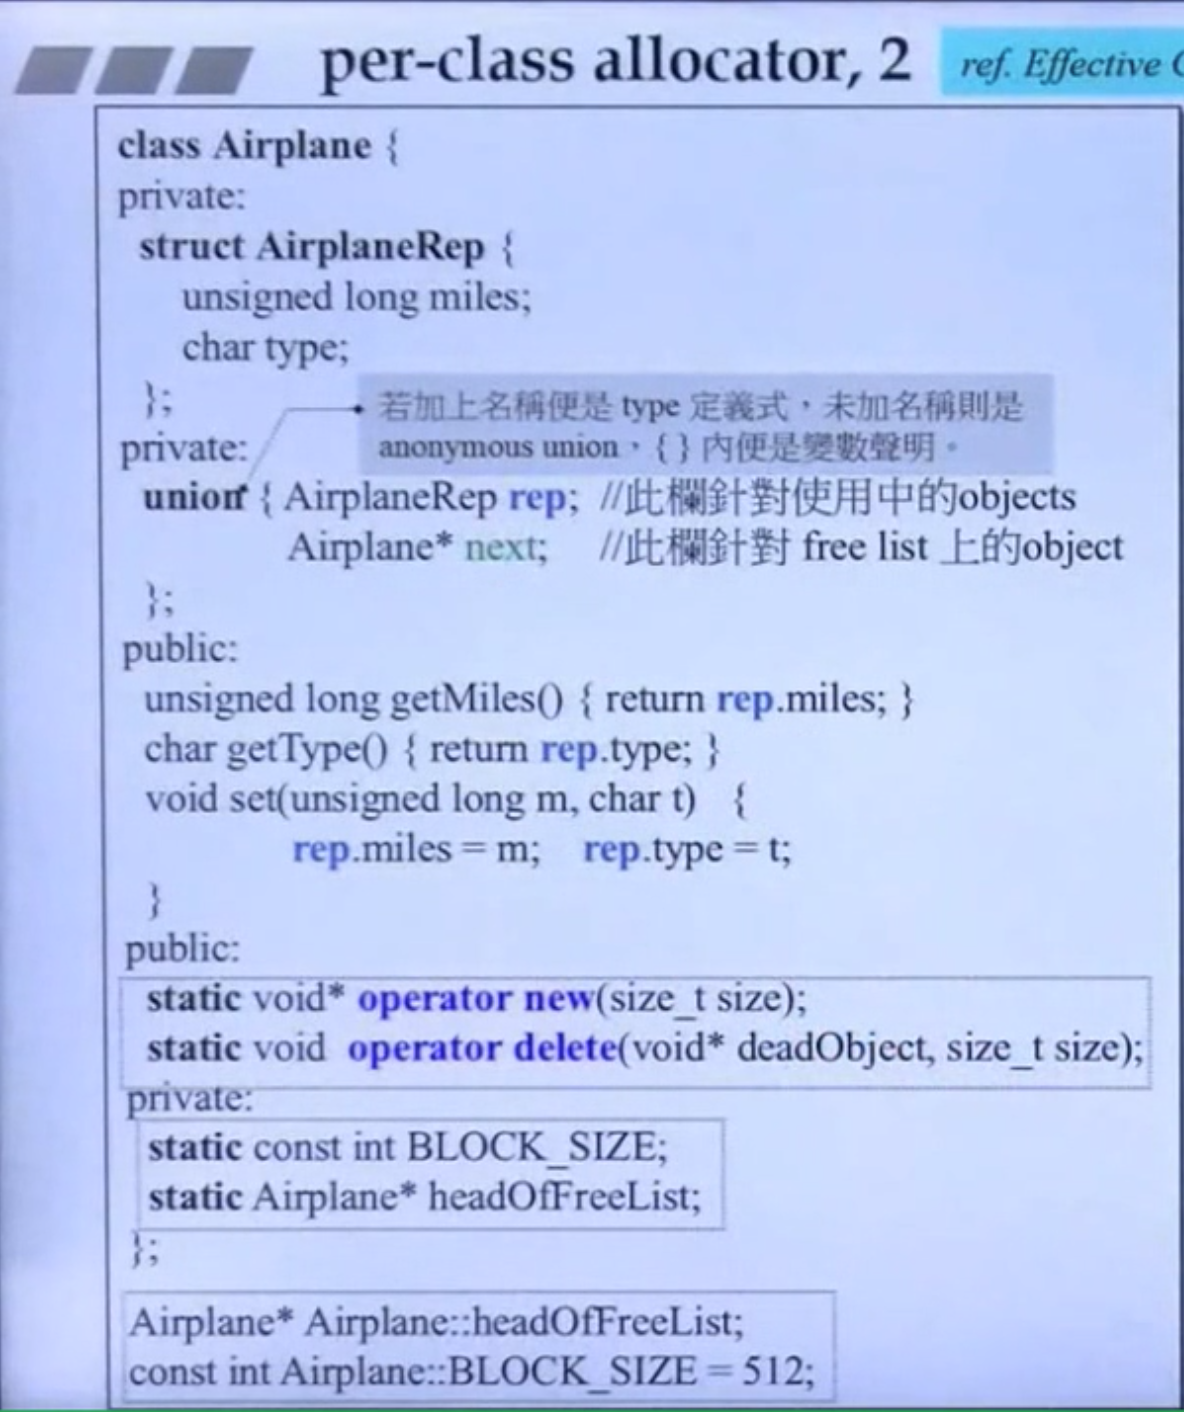 per-class allocator, 2
ref. Effective
class Airplane {
private:
struct AirplaneRep {
unsigned long miles;
char type;
};
若加上名稱便是 type 定義式，未加名稱則是
anonymous union，{ } 內便是變數聲明。
private:
union { AirplaneRep rep; //此欄針對使用中的objects
Airplane* next; //此欄針對 free list 上的object
};
public:
unsigned long getMiles() { return rep.miles; }
char getType() { return rep.type; }
void set(unsigned long m, char t) {
rep.miles = m; rep.type = t;
}
public:
static void* operator new(size_t size);
static void operator delete(void* deadObject, size_t size);
private:
static const int BLOCK_SIZE;
static Airplane* headOfFreeList;
};
Airplane* Airplane::headOfFreeList;
const int Airplane::BLOCK_SIZE = 512;